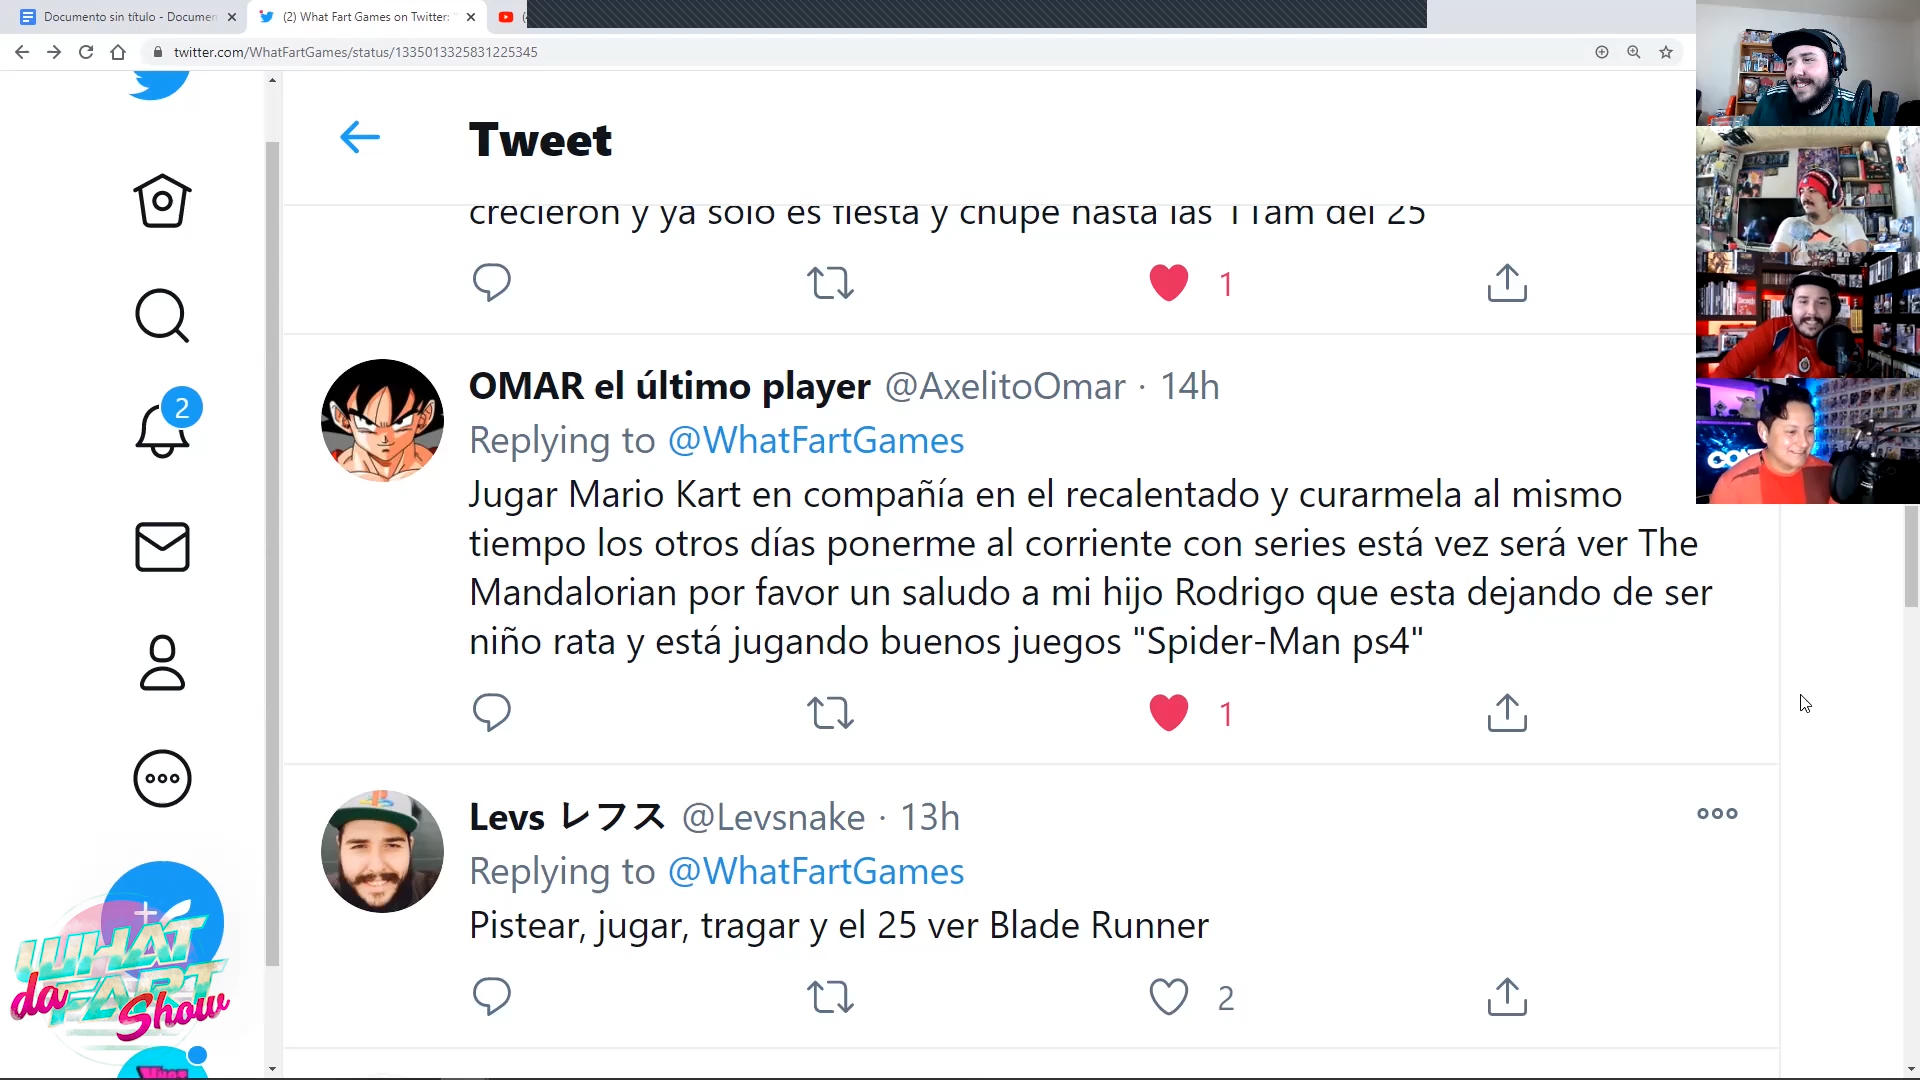 Documento sin título - Documen
(2) What Fart Games on Twitter: "
twitter.com/WhatFartGames/status/1335013325831225345
Tweet
crecieron y ya solo es fiesta y chupe hasta las 11am del 25
1
OMAR el último player @AxelitoOmar · 14h
Replying to @WhatFartGames
Jugar Mario Kart en compañía en el recalentado y curarmela al mismo
tiempo los otros días ponerme al corriente con series está vez será ver The
Mandalorian por favor un saludo a mi hijo Rodrigo que esta dejando de ser
niño rata y está jugando buenos juegos "Spider-Man ps4"
1
Levs レフス @Levsnake · 13h
Replying to @WhatFartGames
Pistear, jugar, tragar y el 25 ver Blade Runner
2
2
WHAT
da FART
Show